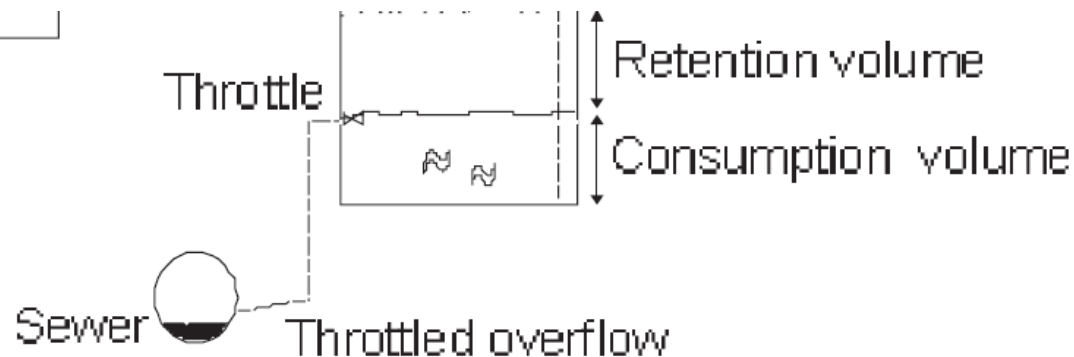 Retention volume
Throttle
Consumption volume
Sewer
Throttled overflow